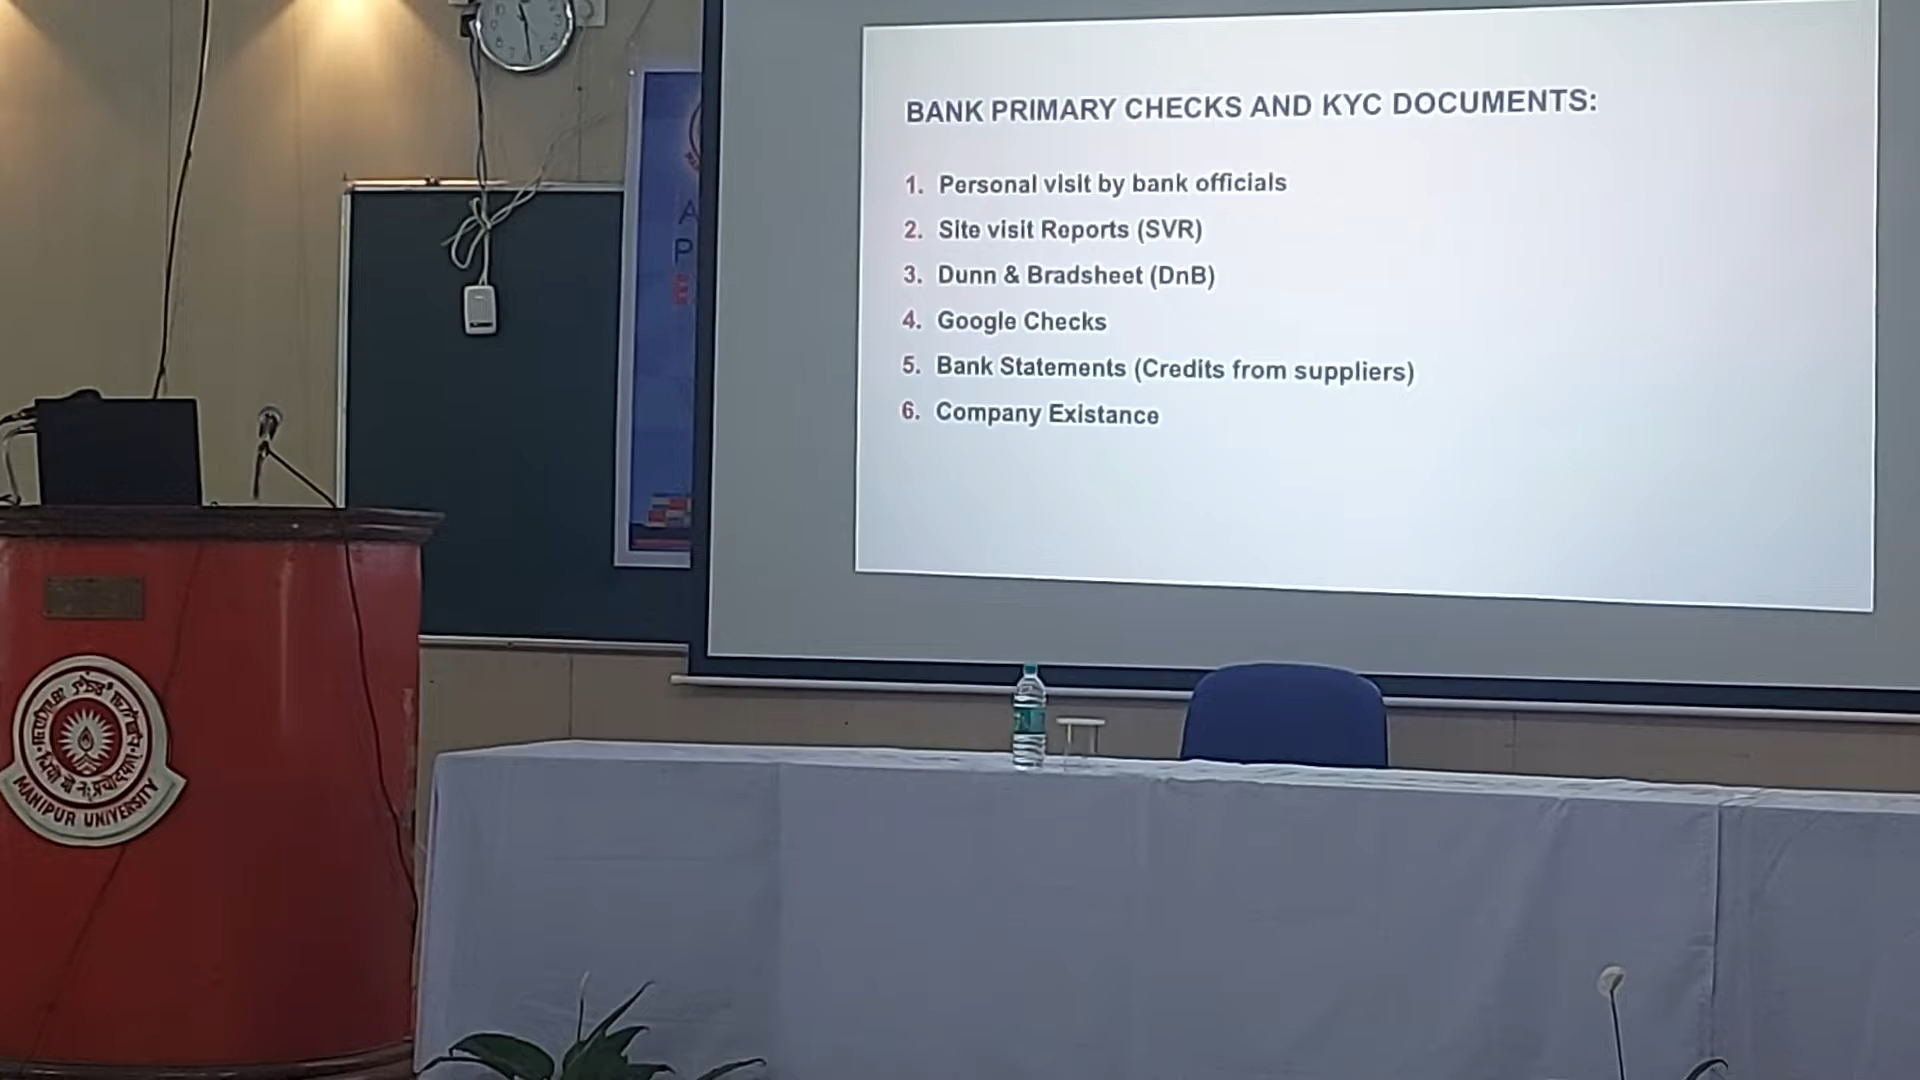 BANK PRIMARY CHECKS AND KYC DOCUMENTS:
1. Personal visit by bank officials
2. Site visit Reports (SVR)
3. Dunn & Bradsheet (DnB)
4. Google Checks
5. Bank Statements (Credits from suppliers)
6. Company Existance
MANIPUR UNIVERSITY